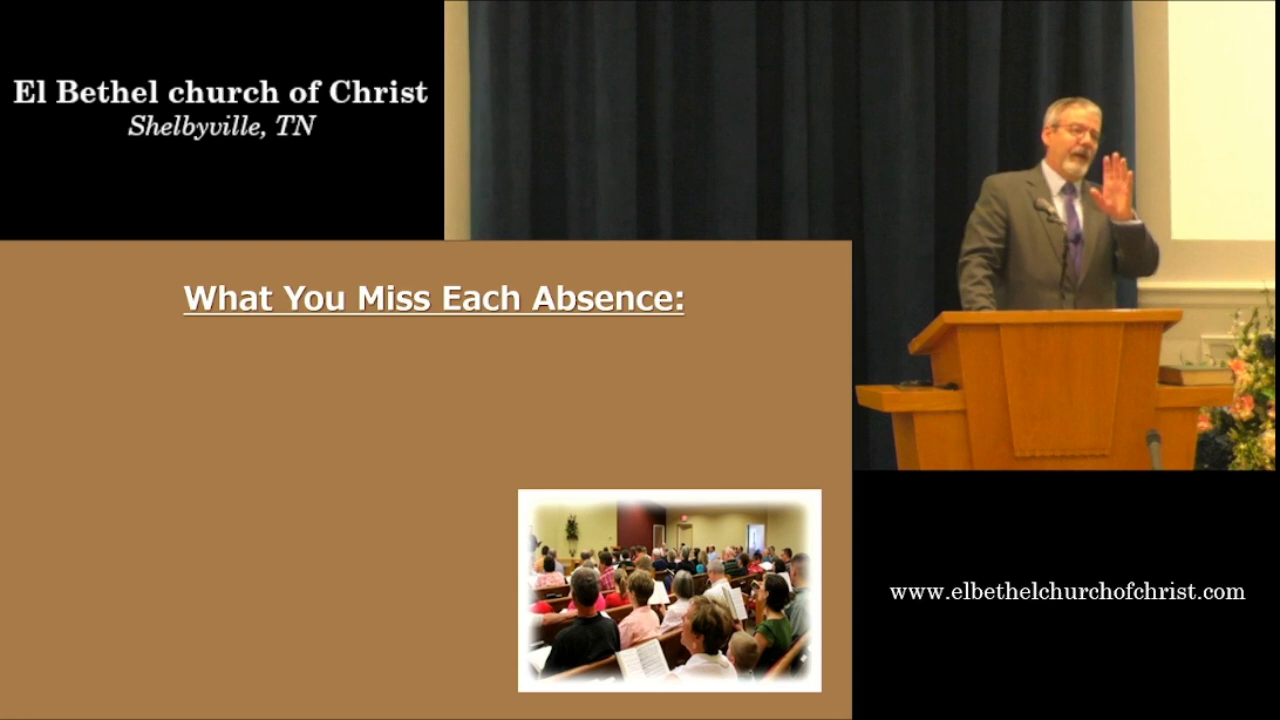 El Bethel church of Christ
Shelbyville, TN
What You Miss Each Absence:
www.elbethelchurchofchrist.com